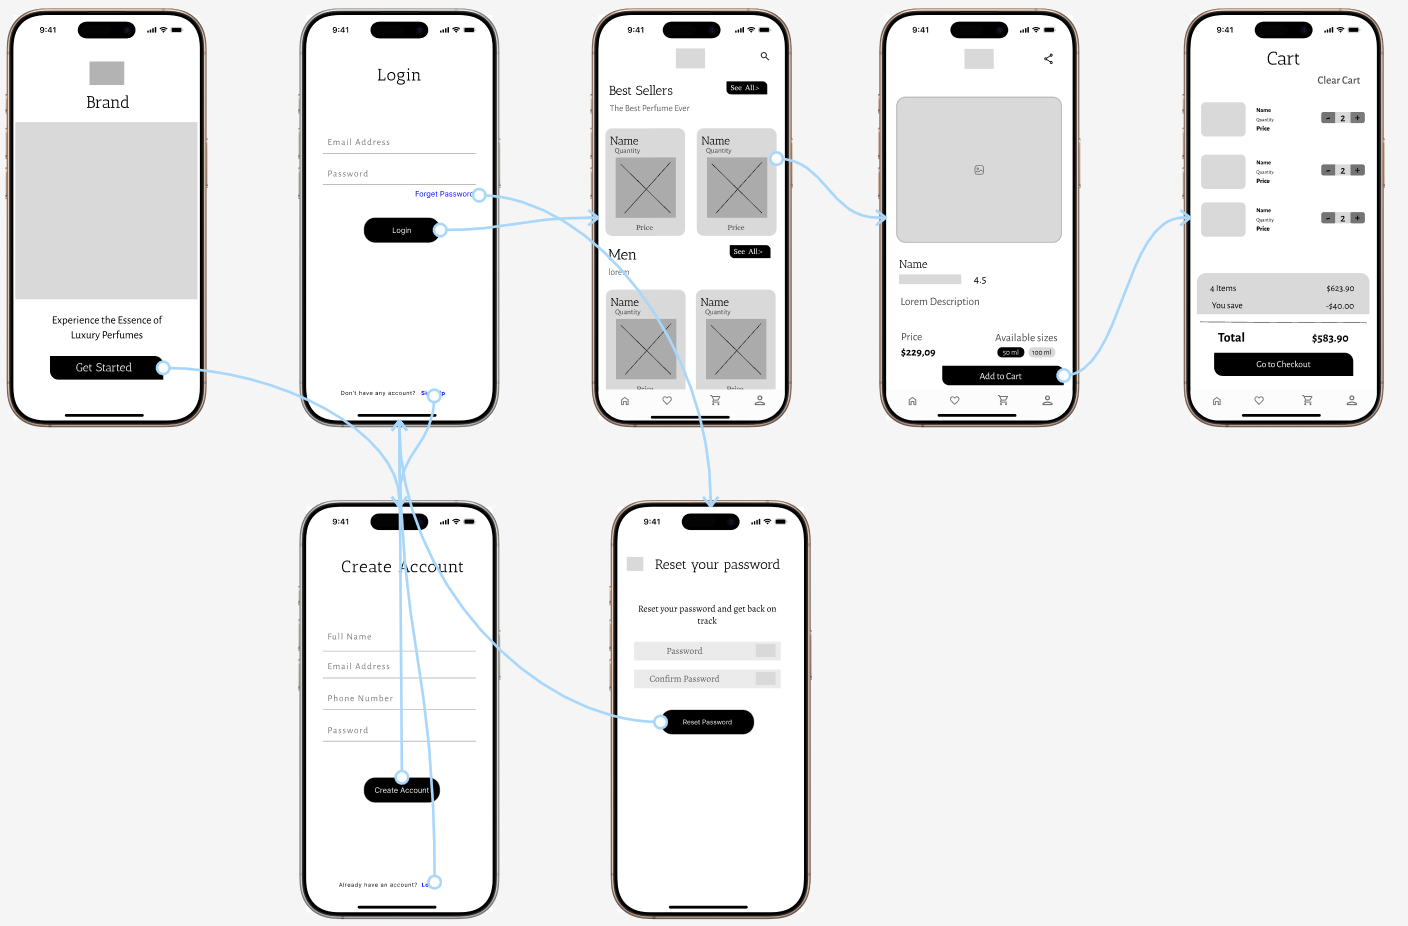 9:41
Brand
Experience the Essence of
Luxury Perfumes
Get Started
9:41
Login
Email Address
Password
Forget Password
Login
Don't have any account?
9:41
Best Sellers
See All>
The Best Perfume Ever
Name
Quantity
Price
Name
Quantity
Price
Men
See All>
lorem
Name
Quantity
Price
Name
Quantity
Price
9:41
Name
4.5
Lorem Description
Price
Available sizes
$229,09
50 ml
100 ml
Add to Cart
9:41
Cart
Clear Cart
Name
Quantity
Price
- 2 +
Name
Quantity
Price
- 2 +
Name
Quantity
Price
- 2 +
4 Items
$623.90
You save
-$40.00
Total
$583.90
Go to Checkout
9:41
Create Account
Full Name
Email Address
Phone Number
Password
Create Account
Already have an account?
9:41
Reset your password
Reset your password and get back on
track
Password
Confirm Password
Reset Password